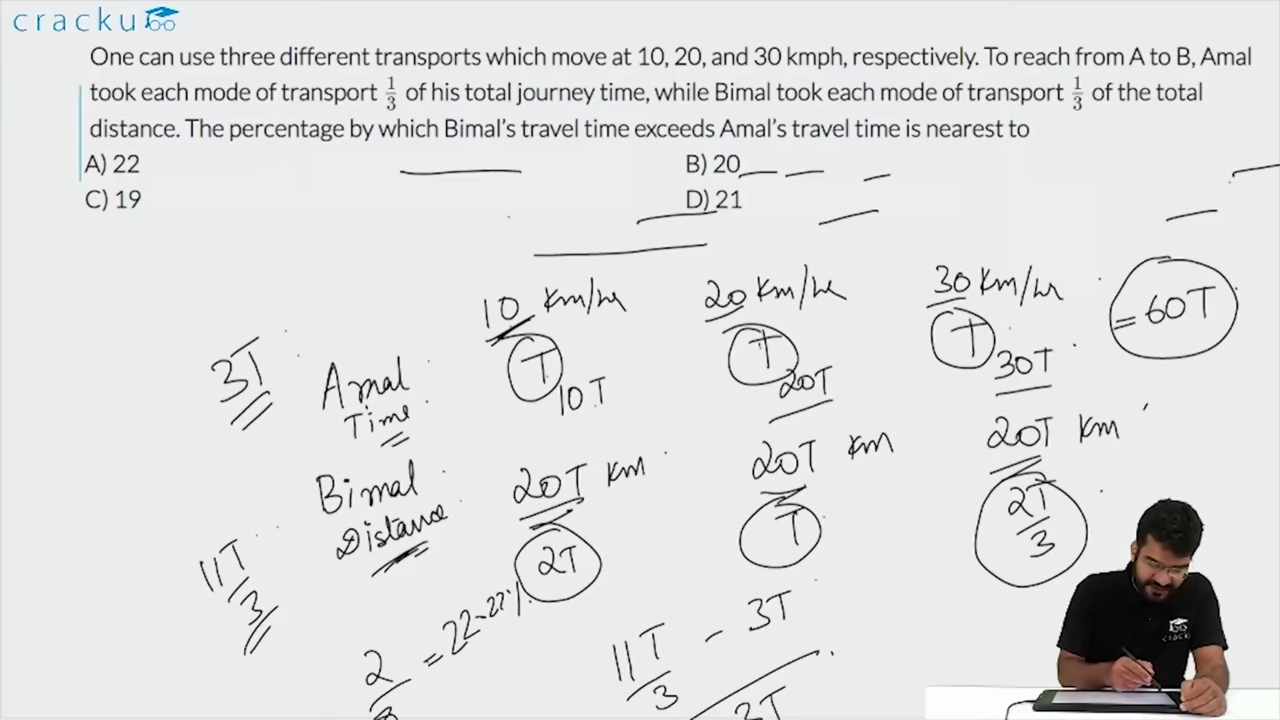 cracku
One can use three different transports which move at 10, 20, and 30 kmph, respectively. To reach from A to B, Amal
took each mode of transport 1/3 of his total journey time, while Bimal took each mode of transport 1/3 of the total
distance. The percentage by which Bimal's travel time exceeds Amal's travel time is nearest to
A) 22 B) 20
C) 19 D) 21
10 Km/hr 20 Km/hr 30 Km/hr = 60T
3T Amal T T T
Time 10T 20T 30T
Bimal 20T Km 20T Km 20T Km
Distance
11T/3 2T T 2T/3
2/9 = 22.22%
11T/3 - 3T
3T
cracku